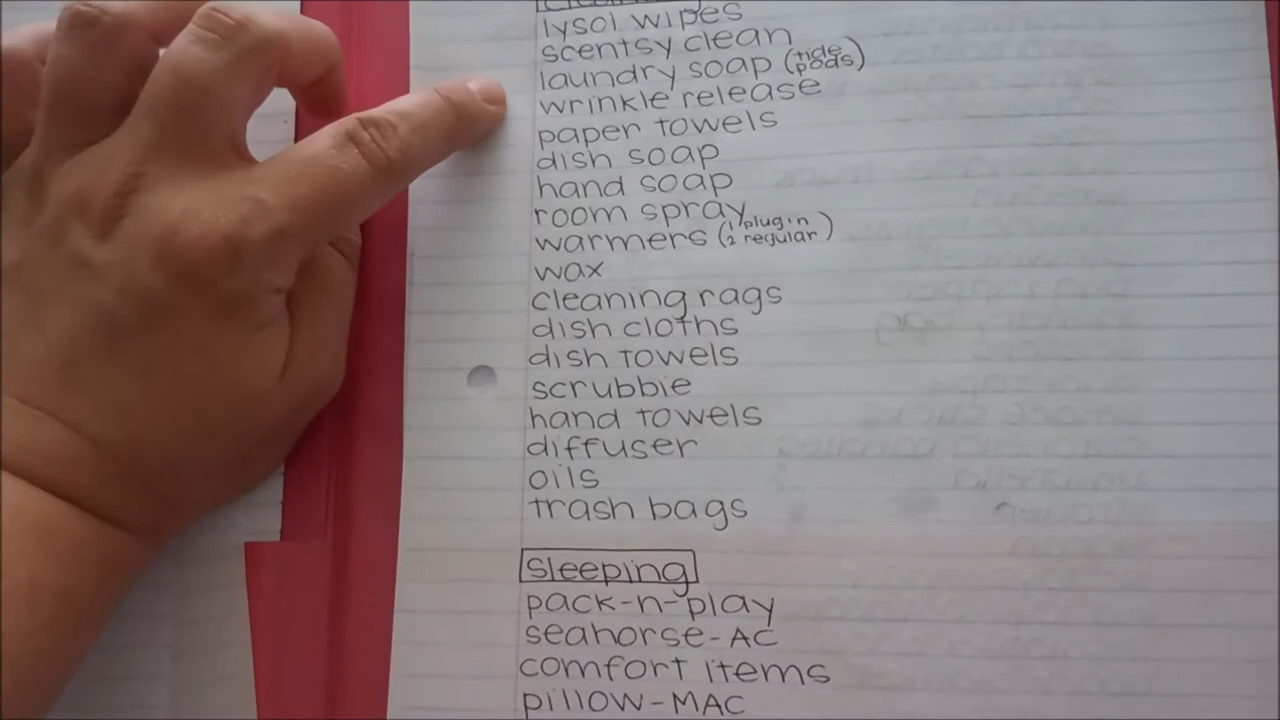 lysol wipes
scentsy clean
laundry soap (tide pods)
wrinkle release
paper towels
dish soap
hand soap
room spray
warmers (1 plugin 2 regular)
wax
cleaning rags
dish cloths
dish towels
scrubbie
hand towels
diffuser
oils
trash bags
sleeping
pack-n-play
seahorse-AC
comfort items
pillow-MAC